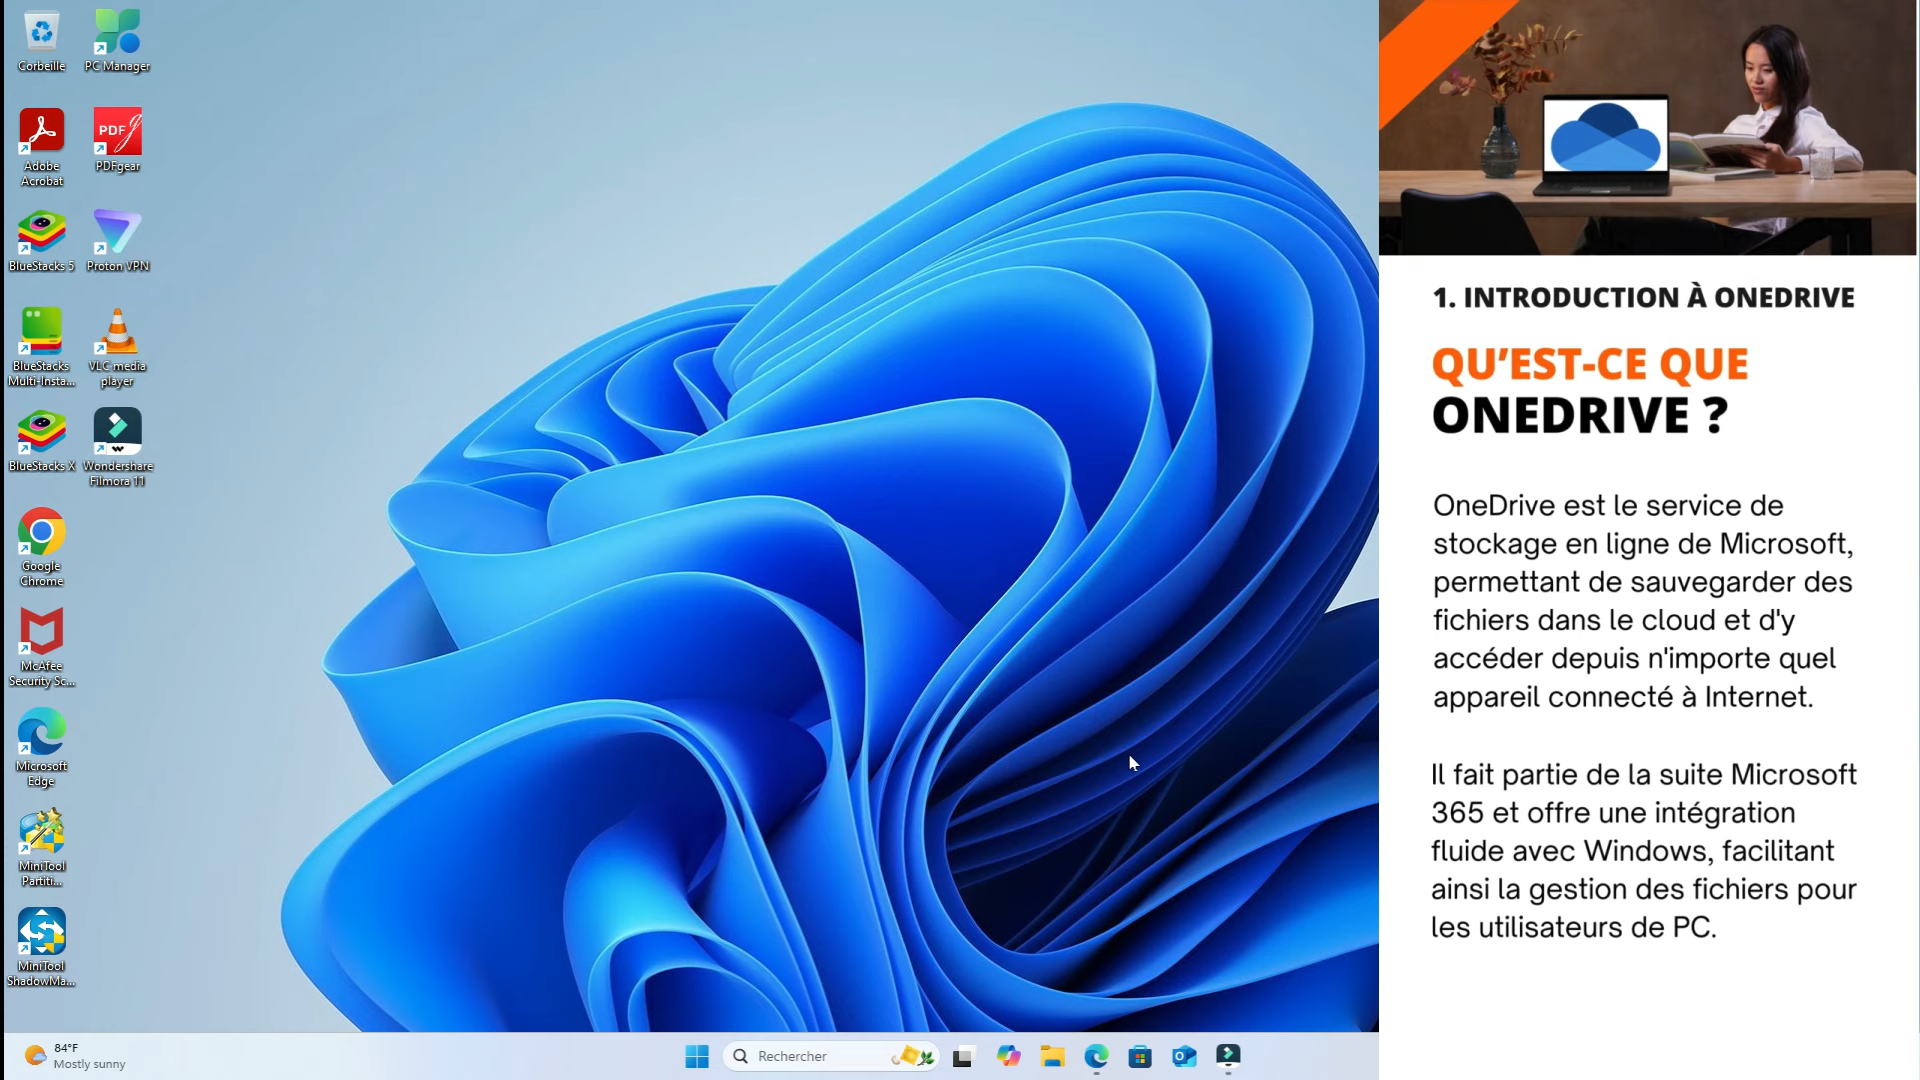 Corbeille
PC Manager
Adobe
Acrobat
PDF
PDFgear
BlueStacks 5
Proton VPN
BlueStacks
Multi-Insta...
VLC media
player
BlueStacks X
Wondershare
Filmora 11
Google
Chrome
McAfee
Security Sc...
Microsoft
Edge
MiniTool
Partiti...
MiniTool
ShadowMa...
84°F
Mostly sunny
Rechercher
1. INTRODUCTION À ONEDRIVE
QU’EST-CE QUE
ONEDRIVE ?
OneDrive est le service de
stockage en ligne de Microsoft,
permettant de sauvegarder des
fichiers dans le cloud et d'y
accéder depuis n'importe quel
appareil connecté à Internet.
Il fait partie de la suite Microsoft
365 et offre une intégration
fluide avec Windows, facilitant
ainsi la gestion des fichiers pour
les utilisateurs de PC.